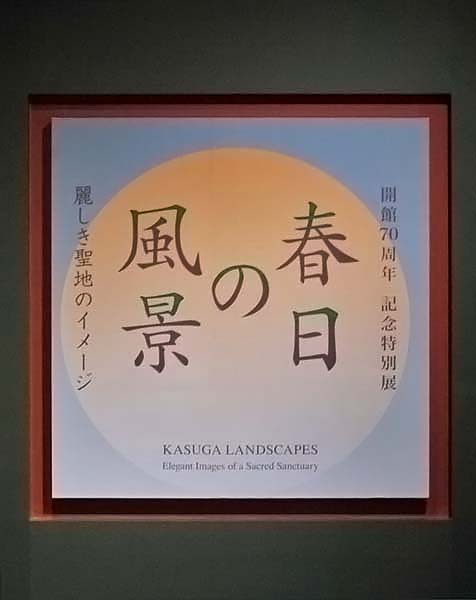 開館70周年 記念特別展
春日
の
風景
麗しき聖地のイメージ
KASUGA LANDSCAPES
Elegant Images of a Sacred Sanctuary